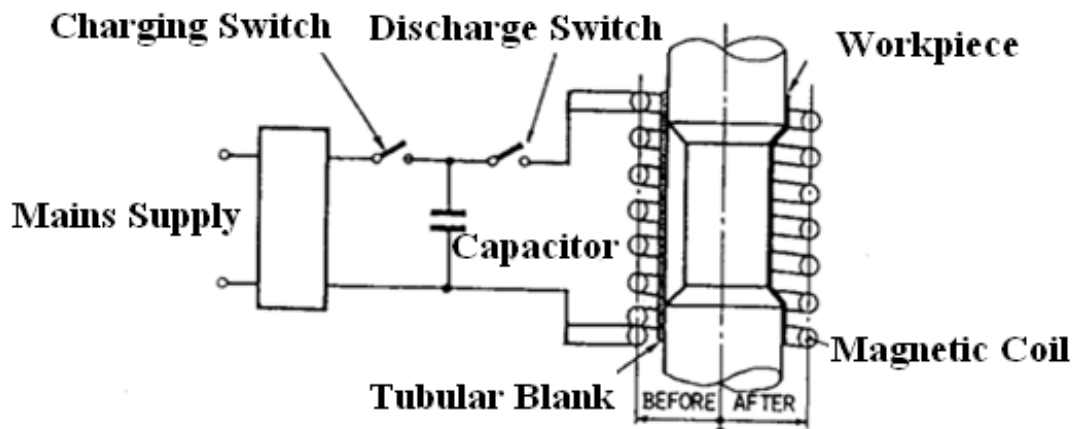 Charging Switch
Discharge Switch
Workpiece
Mains Supply
Capacitor
Magnetic Coil
Tubular Blank
BEFORE
AFTER